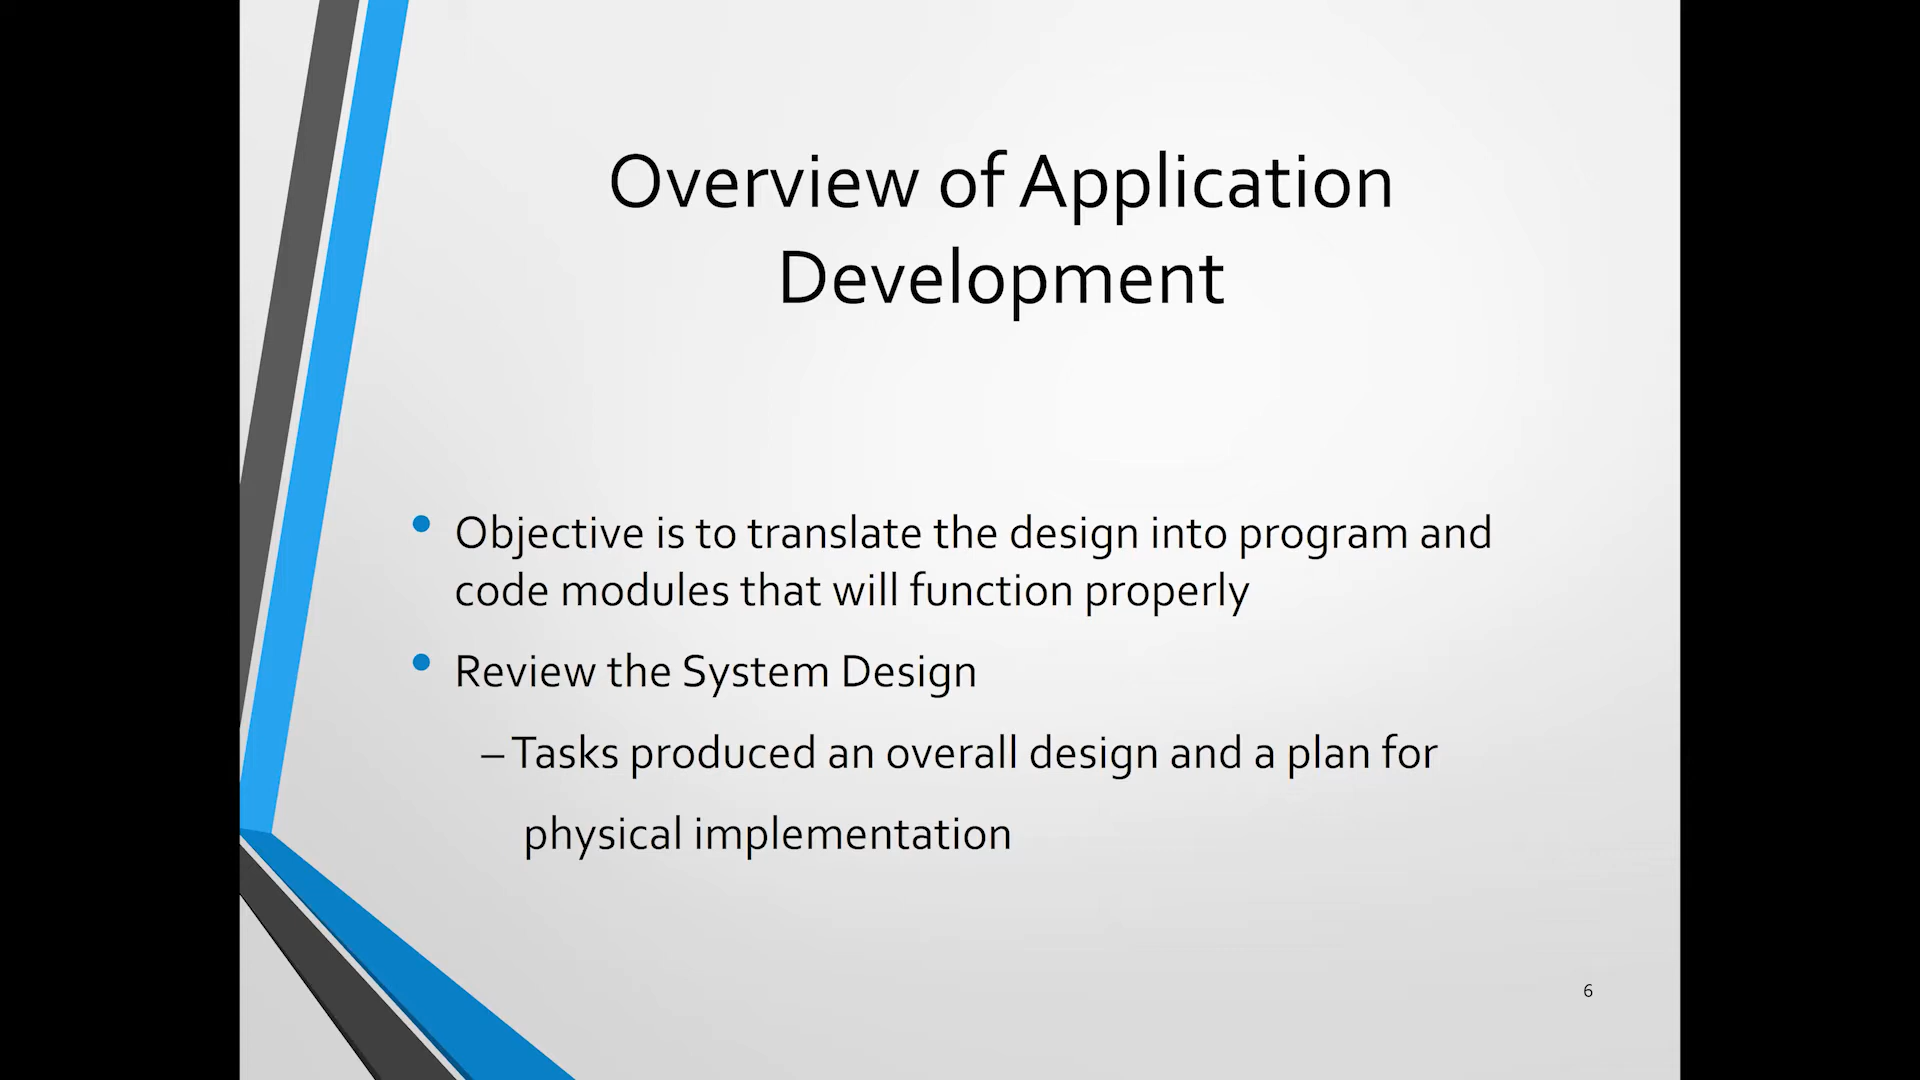 Overview of Application
Development
• Objective is to translate the design into program and
code modules that will function properly
• Review the System Design
– Tasks produced an overall design and a plan for
physical implementation
6